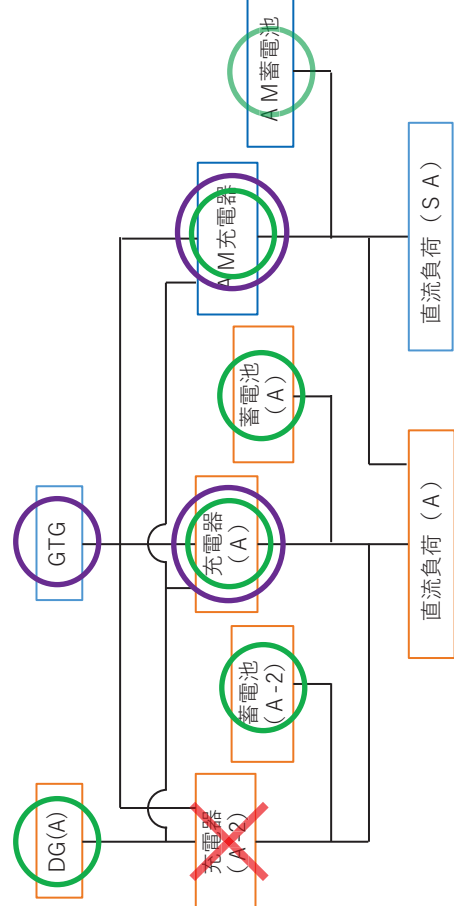 DG(A)
GTG
充電器
(A-2)
蓄電池
(A-2)
充電器
(A)
蓄電池
(A)
AM充電器
AM蓄電池
直流負荷（A）
直流負荷（SA）